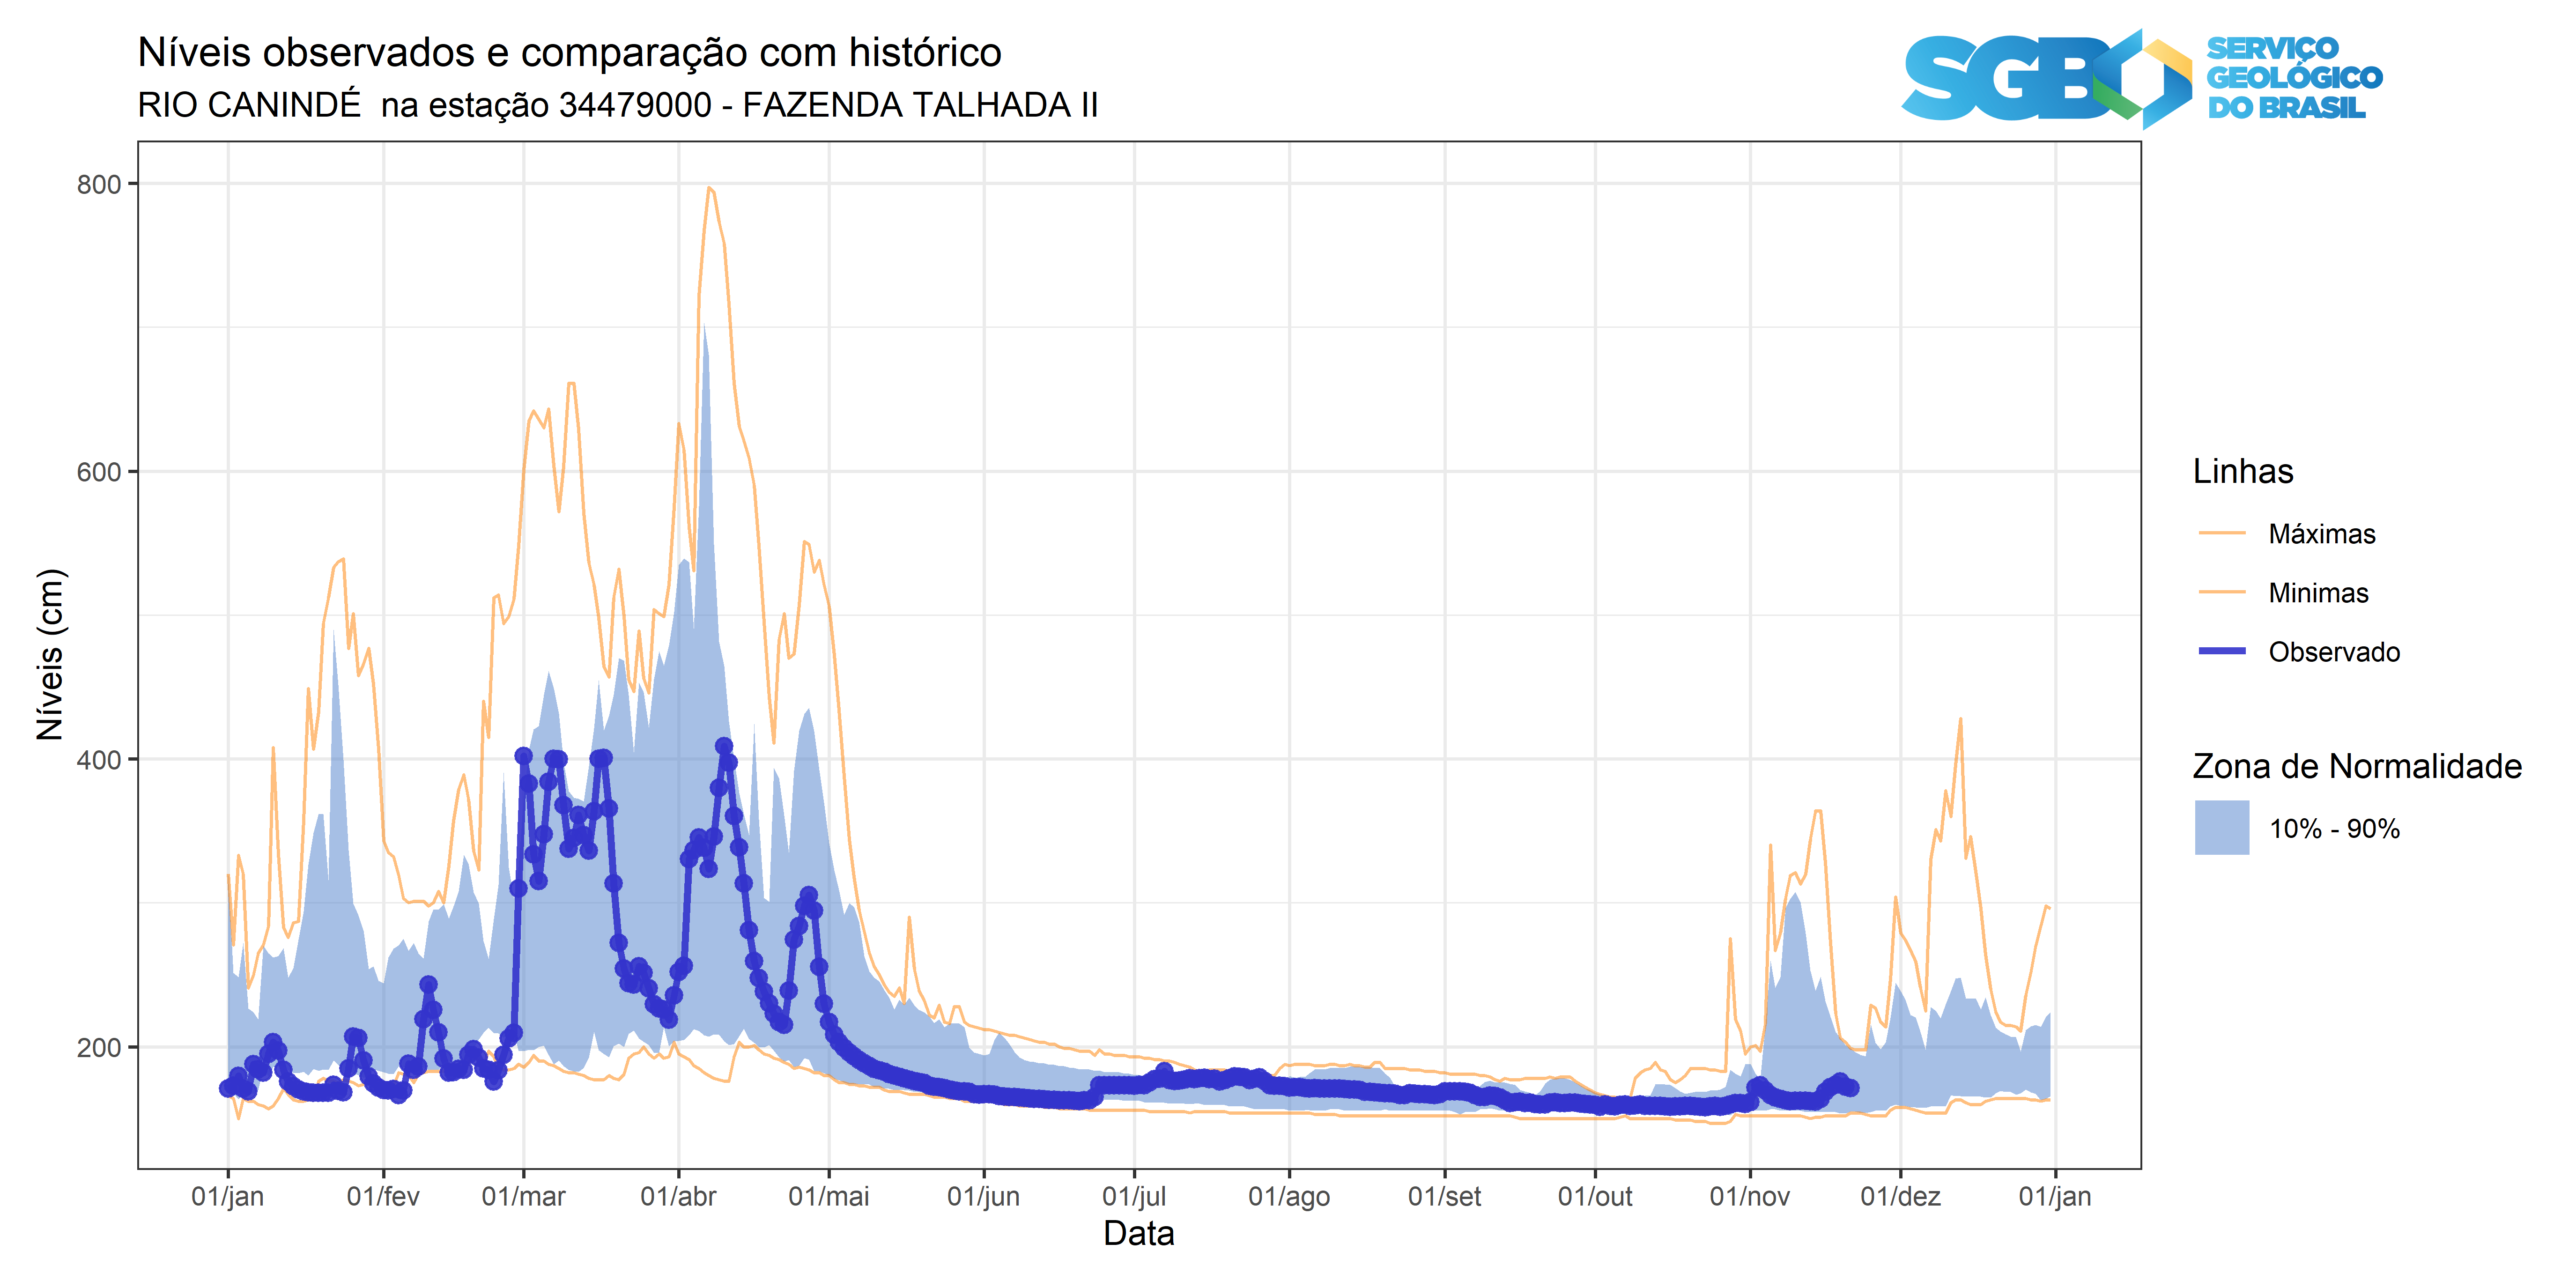 Níveis observados e comparação com histórico
RIO CANINDÉ  na estação 34479000 - FAZENDA TALHADA II
SGB
SERVIÇO
GEOLÓGICO
DO BRASIL
800
600
400
200
Níveis (cm)
01/jan
01/fev
01/mar
01/abr
01/mai
01/jun
01/jul
01/ago
01/set
01/out
01/nov
01/dez
01/jan
Data
Linhas
Máximas
Minimas
Observado
Zona de Normalidade
10% - 90%